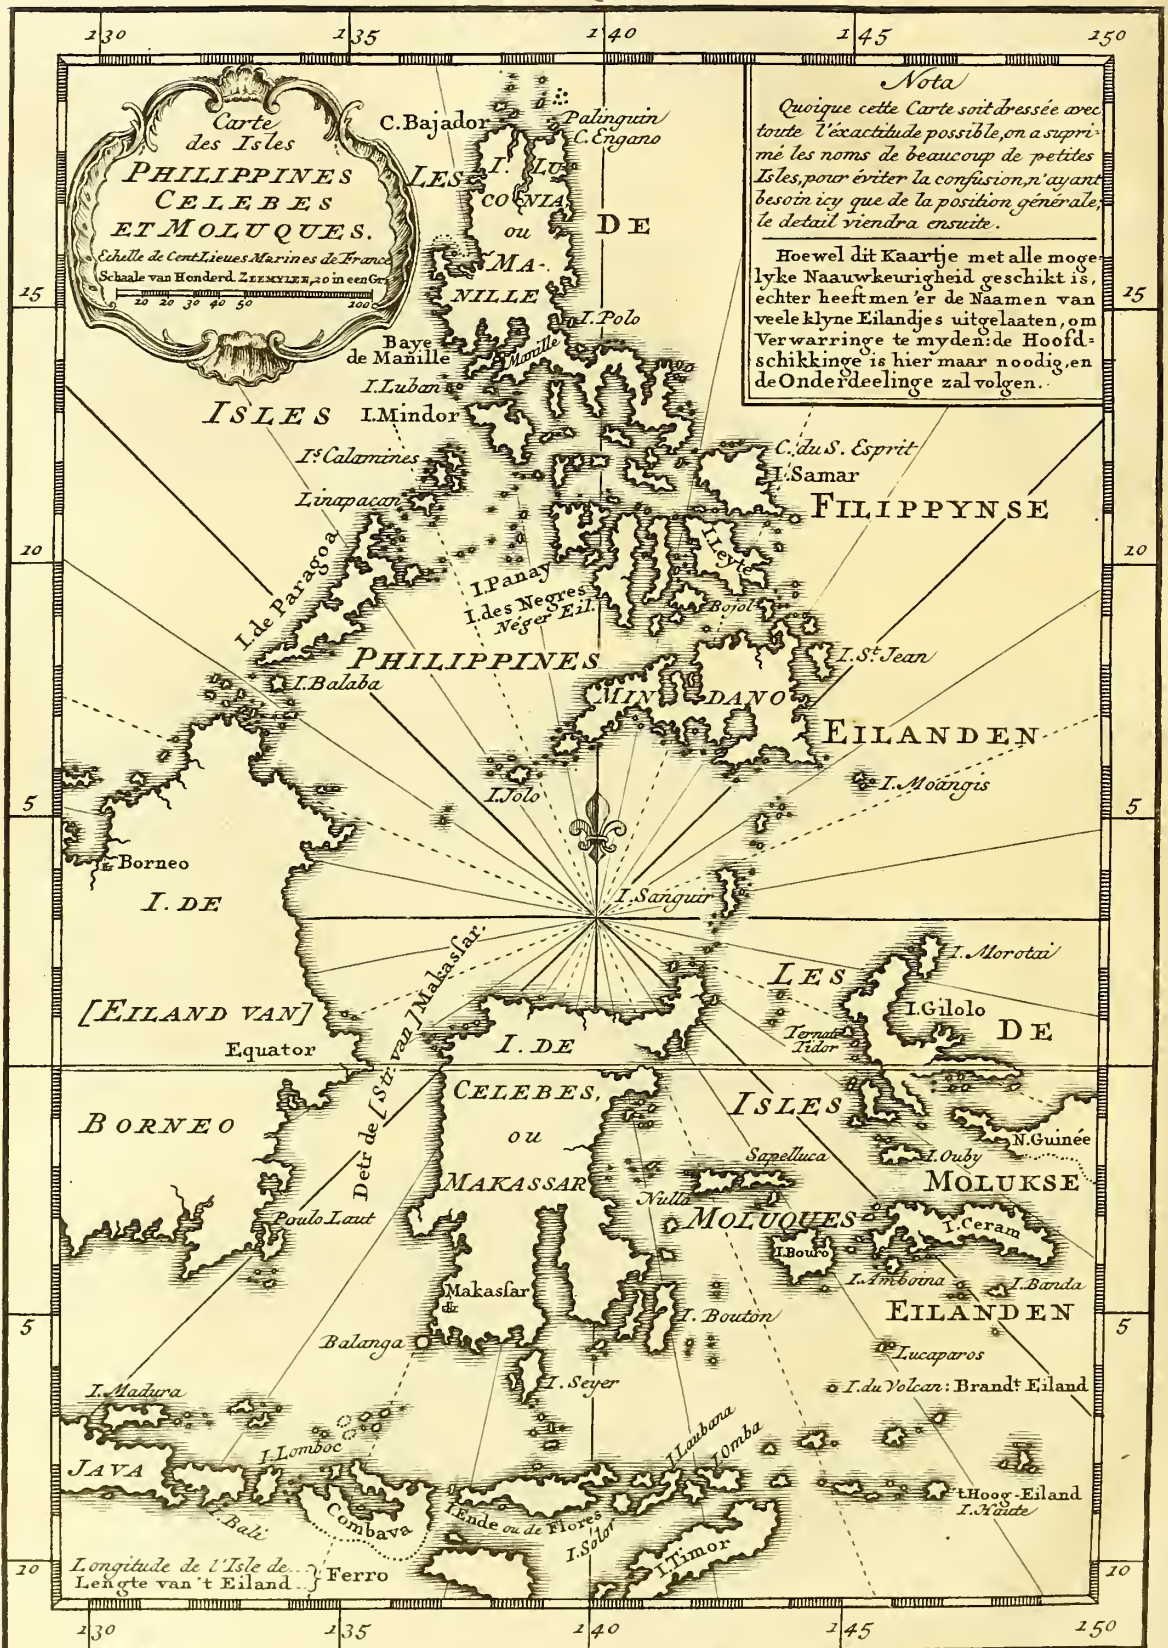 130 135 140 145 150
Carte
des Isles
PHILIPPINES
CELEBES
ET MOLUQUES.
Echelle de Cent Lieues Marines de France
Schaale van Honderd ZEEMYLEN, 20 in een Gr.
10 20 30 40 50 100
Nota
Quoique cette Carte soit dressée avec
toute l'éxactitude possible, on a supri-
mé les noms de beaucoup de petites
Isles, pour éviter la confusion, n'ayant
besoin icy que de la position générale;
le detail viendra ensuite.
Hoewel dit Kaartje met alle moge-
lyke Naauwkeurigheid geschikt is,
echter heeft men 'er de Naamen van
veele klyne Eilandjes uitgelaaten, om
Verwarringe te myden: de Hoofd=
schikkinge is hier maar noodig, en
de Onderdeelinge zal volgen.
C. Bajador
Palinguin
C. Engano
LES
I. LU-
CONIA,
ou
MA-
NILLE
DE
15
15
I. Polo
Baye
de Manille
Manille
I. Luban
ISLES
I. Mindor
Is. Calamines
C. du S. Esprit
I. Samar
Linapacan
FILIPPYNSE
10
10
I. Leyte
I. de Paragoa
I. Panay
I. des Negres
Neger Eil.
Bojol
PHILIPPINES
I. St. Jean
I. Balaba
MINDANO
EILANDEN
I. Jolo
I. Moangis
5
5
Borneo
I. DE
I. Sanguir
LES
I. Morotai
[EILAND VAN]
Detr de [Str. van] Makassar.
I. Gilolo
Ternate
Tidor
DE
Equator
I. DE
CELEBES,
ou
MAKASSAR
BORNEO
ISLES
N. Guinée
Sapelluca
I. Ouby
Nulla
MOLUKSE
Poulo Laut
MOLUQUES
I. Ceram
I. Bouro
I. Amboina
I. Banda
Makassar
I. Bouton
EILANDEN
5
5
Balanga
Lucaparos
I. Seyer
I. du Volcan: Brandt. Eiland
I. Madura
I. Lomboc
I. Laubana
I. Omba
JAVA
I. Bali
Combava
I. Ende ou de Flores
I. Solor
't Hoog-Eiland
I. Haute
I. Timor
10
10
Longitude de l'Isle de
Lengte van 't Eiland } Ferro
130 135 140 145 150